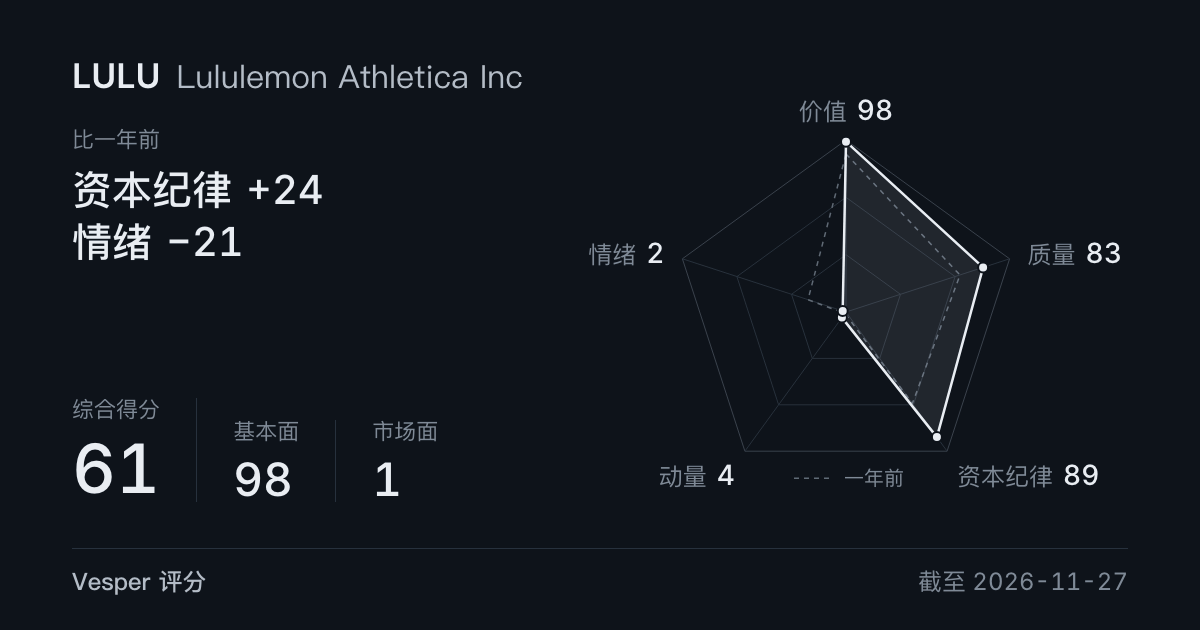 LULU Lululemon Athletica Inc
比一年前
资本纪律 +24
情绪 −21
价值 98
情绪 2
质量 83
动量 4
---- 一年前
资本纪律 89
综合得分
61
基本面
98
市场面
1
Vesper 评分
截至 2026-11-27